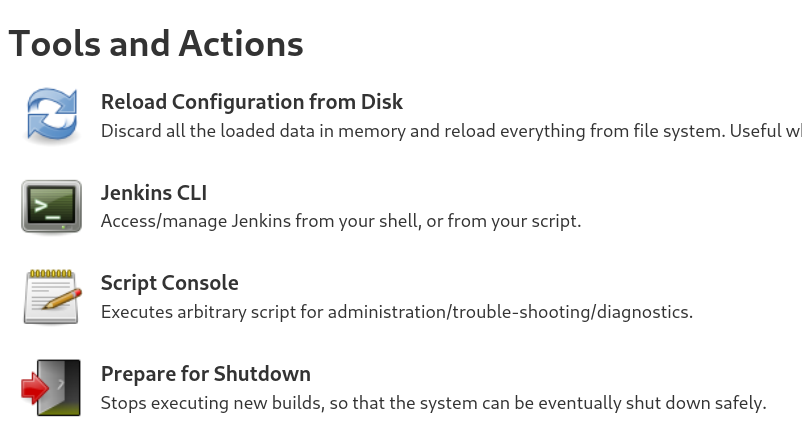 Tools and Actions
Reload Configuration from Disk
Discard all the loaded data in memory and reload everything from file system. Useful
Jenkins CLI
Access/manage Jenkins from your shell, or from your script.
>_
Script Console
Executes arbitrary script for administration/trouble-shooting/diagnostics.
Prepare for Shutdown
Stops executing new builds, so that the system can be eventually shut down safely.